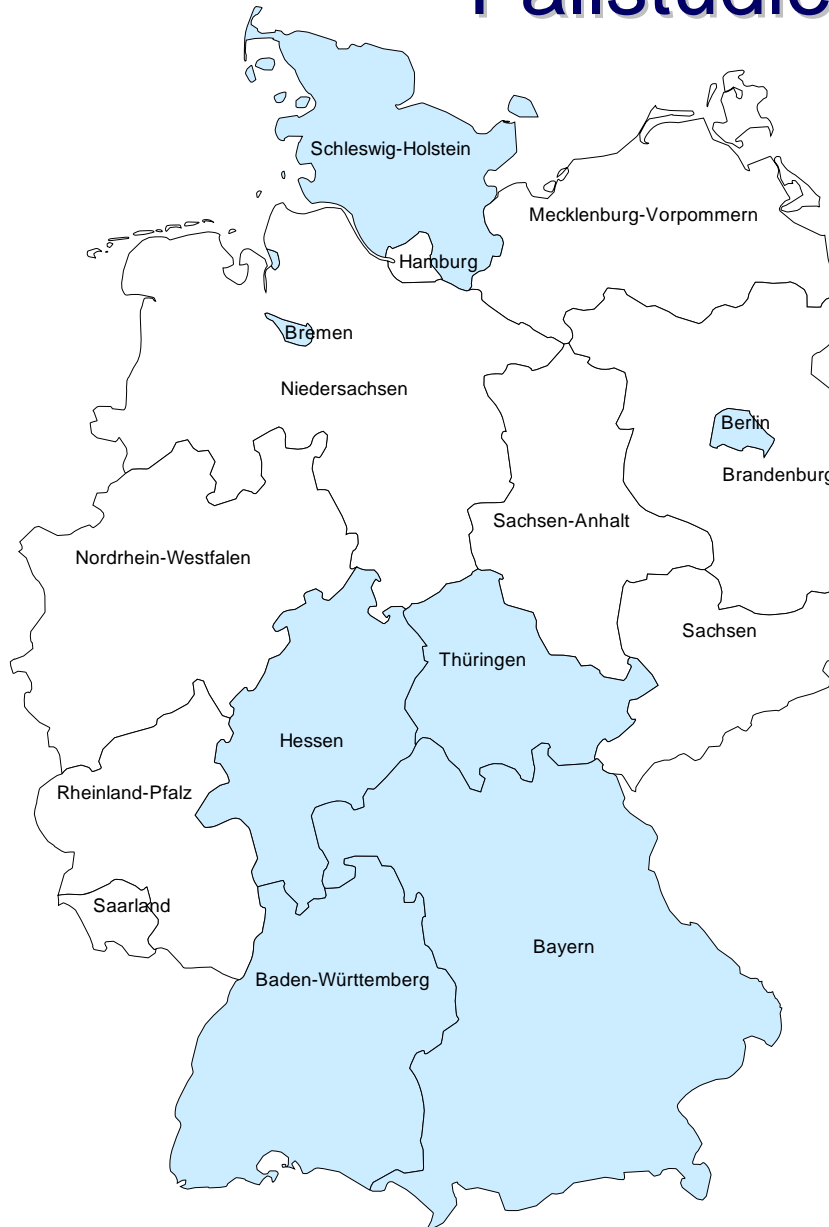 Schleswig-Holstein
Mecklenburg-Vorpommern
Hamburg
Bremen
Niedersachsen
Berlin
Brandenburg
Sachsen-Anhalt
Nordrhein-Westfalen
Sachsen
Thüringen
Hessen
Rheinland-Pfalz
Saarland
Bayern
Baden-Württemberg